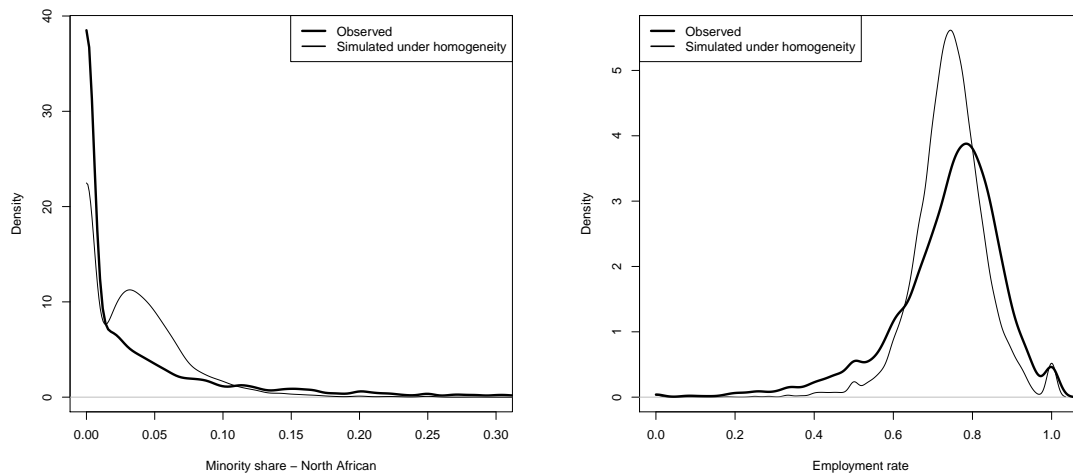 Observed
Simulated under homogeneity
Density
0 10 20 30 40
0.00 0.05 0.10 0.15 0.20 0.25 0.30
Minority share − North African
Observed
Simulated under homogeneity
Density
0 1 2 3 4 5
0.0 0.2 0.4 0.6 0.8 1.0
Employment rate